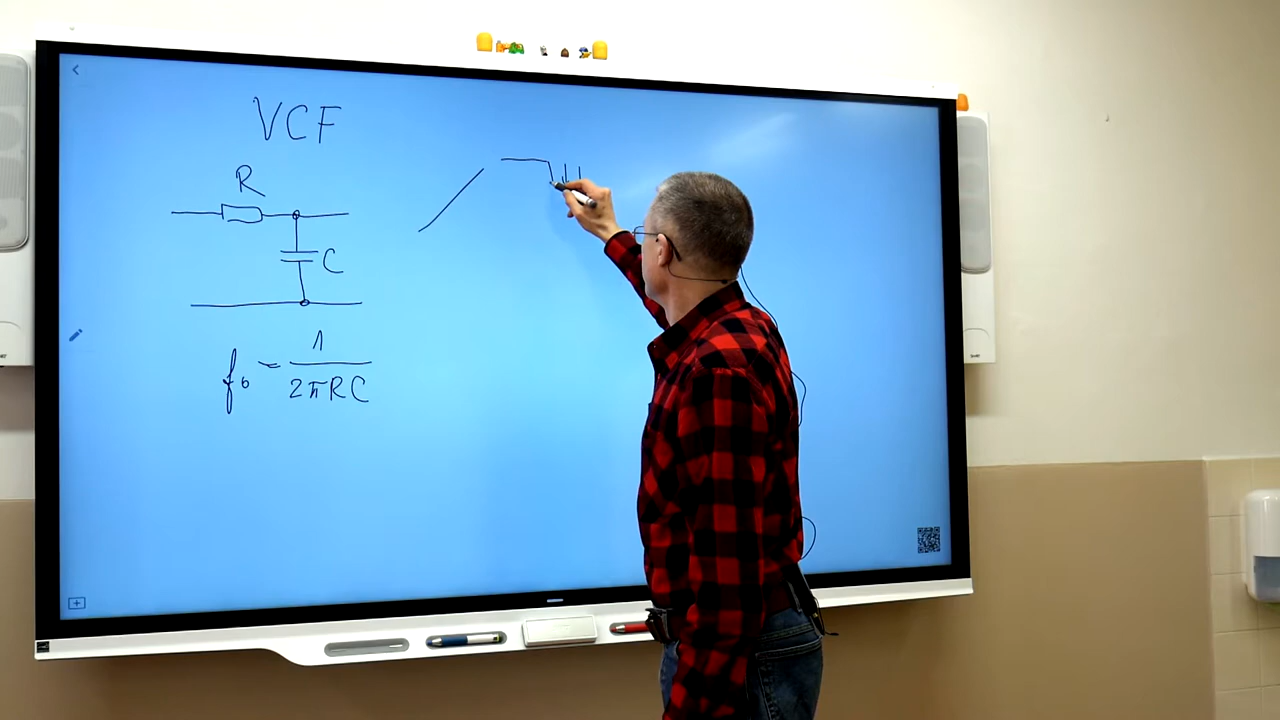 VCF
R
C
f₀ = 1
2πRC